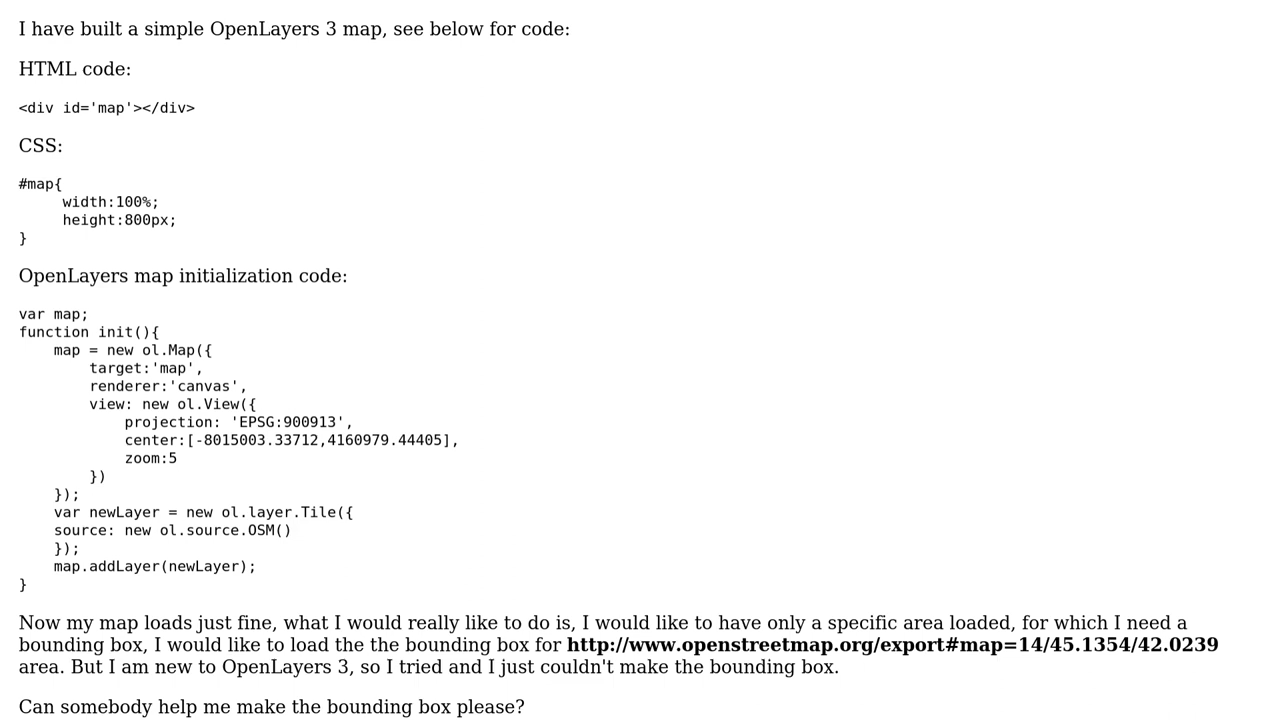 I have built a simple OpenLayers 3 map, see below for code:
HTML code:
<div id='map'></div>
CSS:
#map{
     width:100%;
     height:800px;
}
OpenLayers map initialization code:
var map;
function init(){
    map = new ol.Map({
        target:'map',
        renderer:'canvas',
        view: new ol.View({
            projection: 'EPSG:900913',
            center:[-8015003.33712,4160979.44405],
            zoom:5
        })
    });
    var newLayer = new ol.layer.Tile({
    source: new ol.source.OSM()
    });
    map.addLayer(newLayer);
}
Now my map loads just fine, what I would really like to do is, I would like to have only a specific area loaded, for which I need a
bounding box, I would like to load the the bounding box for http://www.openstreetmap.org/export#map=14/45.1354/42.0239
area. But I am new to OpenLayers 3, so I tried and I just couldn't make the bounding box.
Can somebody help me make the bounding box please?